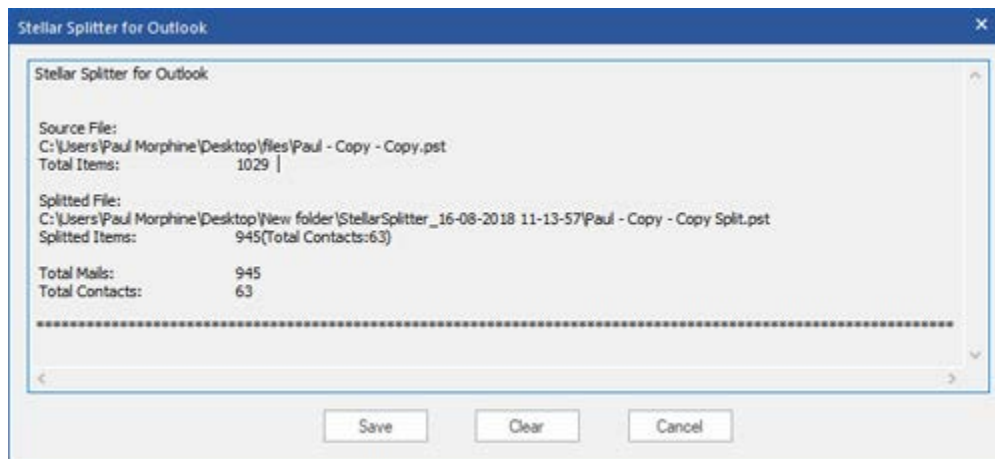 Stellar Splitter for Outlook
Stellar Splitter for Outlook
Source File:
C:\Users\Paul Morphine\Desktop\files\Paul - Copy - Copy.pst
Total Items: 1029
Splitted File:
C:\Users\Paul Morphine\Desktop\New folder\StellarSplitter_16-08-2018 11-13-57\Paul - Copy - Copy Split.pst
Splitted Items: 945(Total Contacts:63)
Total Mails: 945
Total Contacts: 63
Save Clear Cancel